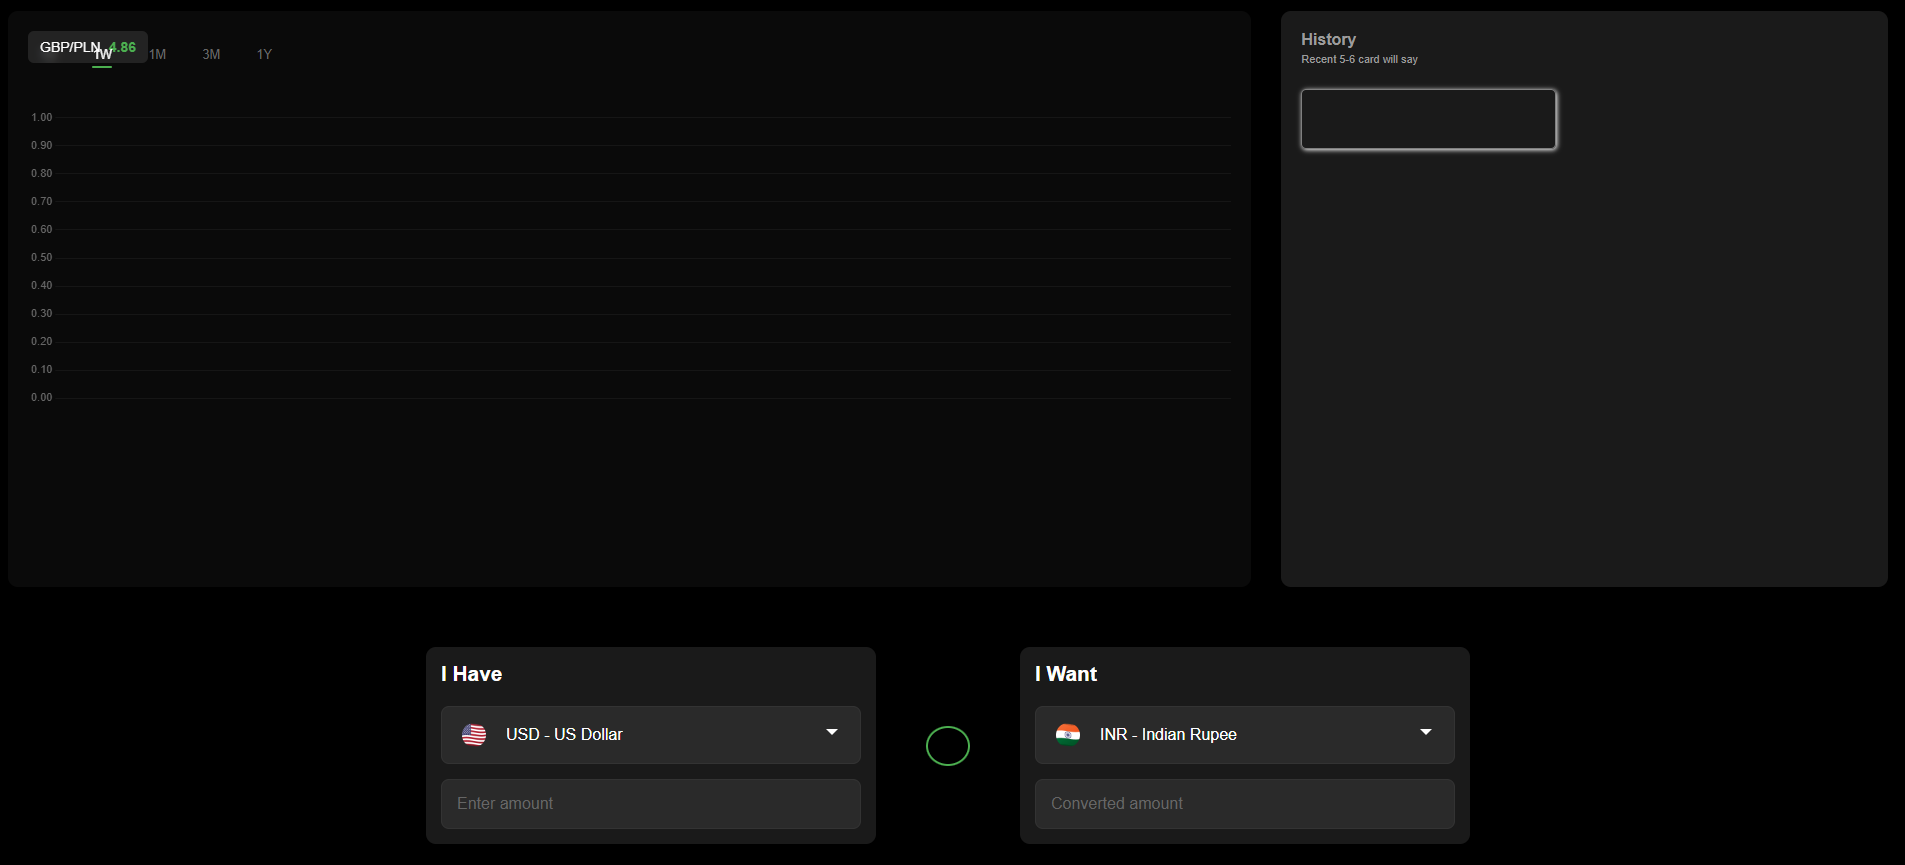 GBP/PLN 4.86
1W 1M 3M 1Y
1.00
0.90
0.80
0.70
0.60
0.50
0.40
0.30
0.20
0.10
0.00
History
Recent 5-6 card will say
I Have
USD - US Dollar
Enter amount
I Want
INR - Indian Rupee
Converted amount